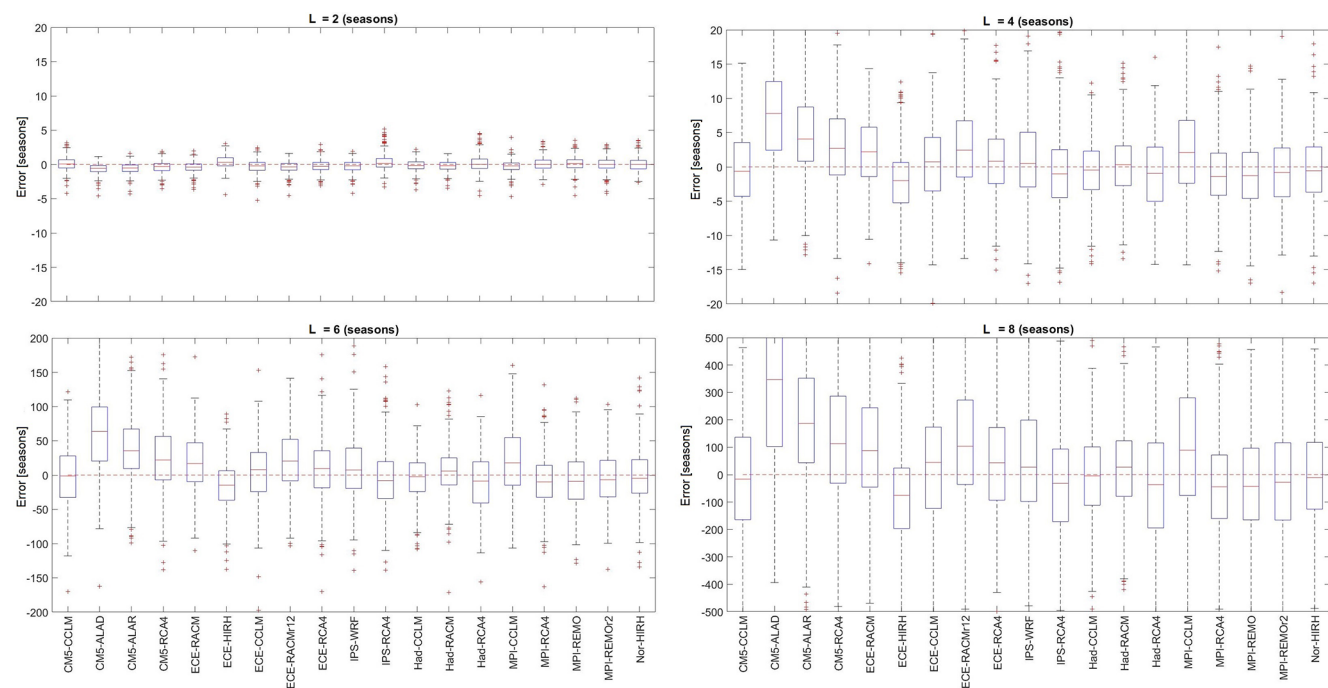 L = 2 (seasons)
20
15
10
5
0
-5
-10
-15
-20
Error [seasons]
L = 4 (seasons)
20
15
10
5
0
-5
-10
-15
-20
Error [seasons]
L = 6 (seasons)
200
150
100
50
0
-50
-100
-150
-200
Error [seasons]
CM5-CCLM
CM5-ALAD
CM5-ALAR
CM5-RCA4
ECE-RACM
ECE-HIRH
ECE-CCLM
ECE-RACMr12
ECE-RCA4
IPS-WRF
IPS-RCA4
Had-CCLM
Had-RACM
Had-RCA4
MPI-CCLM
MPI-RCA4
MPI-REMO
MPI-REMOr2
Nor-HIRH
L = 8 (seasons)
500
400
300
200
100
0
-100
-200
-300
-400
-500
Error [seasons]
CM5-CCLM
CM5-ALAD
CM5-ALAR
CM5-RCA4
ECE-RACM
ECE-HIRH
ECE-CCLM
ECE-RACMr12
ECE-RCA4
IPS-WRF
IPS-RCA4
Had-CCLM
Had-RACM
Had-RCA4
MPI-CCLM
MPI-RCA4
MPI-REMO
MPI-REMOr2
Nor-HIRH